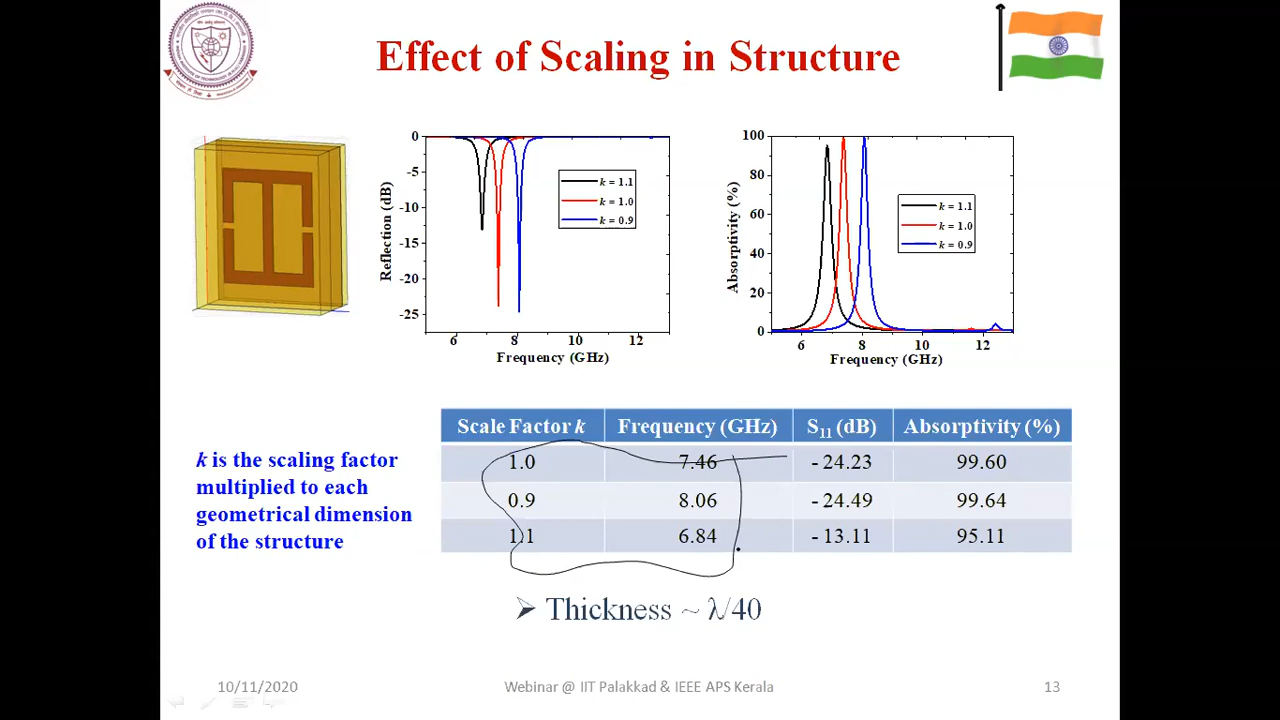 Effect of Scaling in Structure
0
-5
-10
-15
-20
-25
Reflection (dB)
k = 1.1
k = 1.0
k = 0.9
6
8
10
12
Frequency (GHz)
100
80
60
40
20
0
Absorptivity (%)
k = 1.1
k = 1.0
k = 0.9
6
8
10
12
Frequency (GHz)
k is the scaling factor
multiplied to each
geometrical dimension
of the structure
Scale Factor k Frequency (GHz) S11 (dB) Absorptivity (%)
1.0 7.46 - 24.23 99.60
0.9 8.06 - 24.49 99.64
1.1 6.84 - 13.11 95.11
➢ Thickness ~ λ/40
10/11/2020 Webinar @ IIT Palakkad & IEEE APS Kerala 13